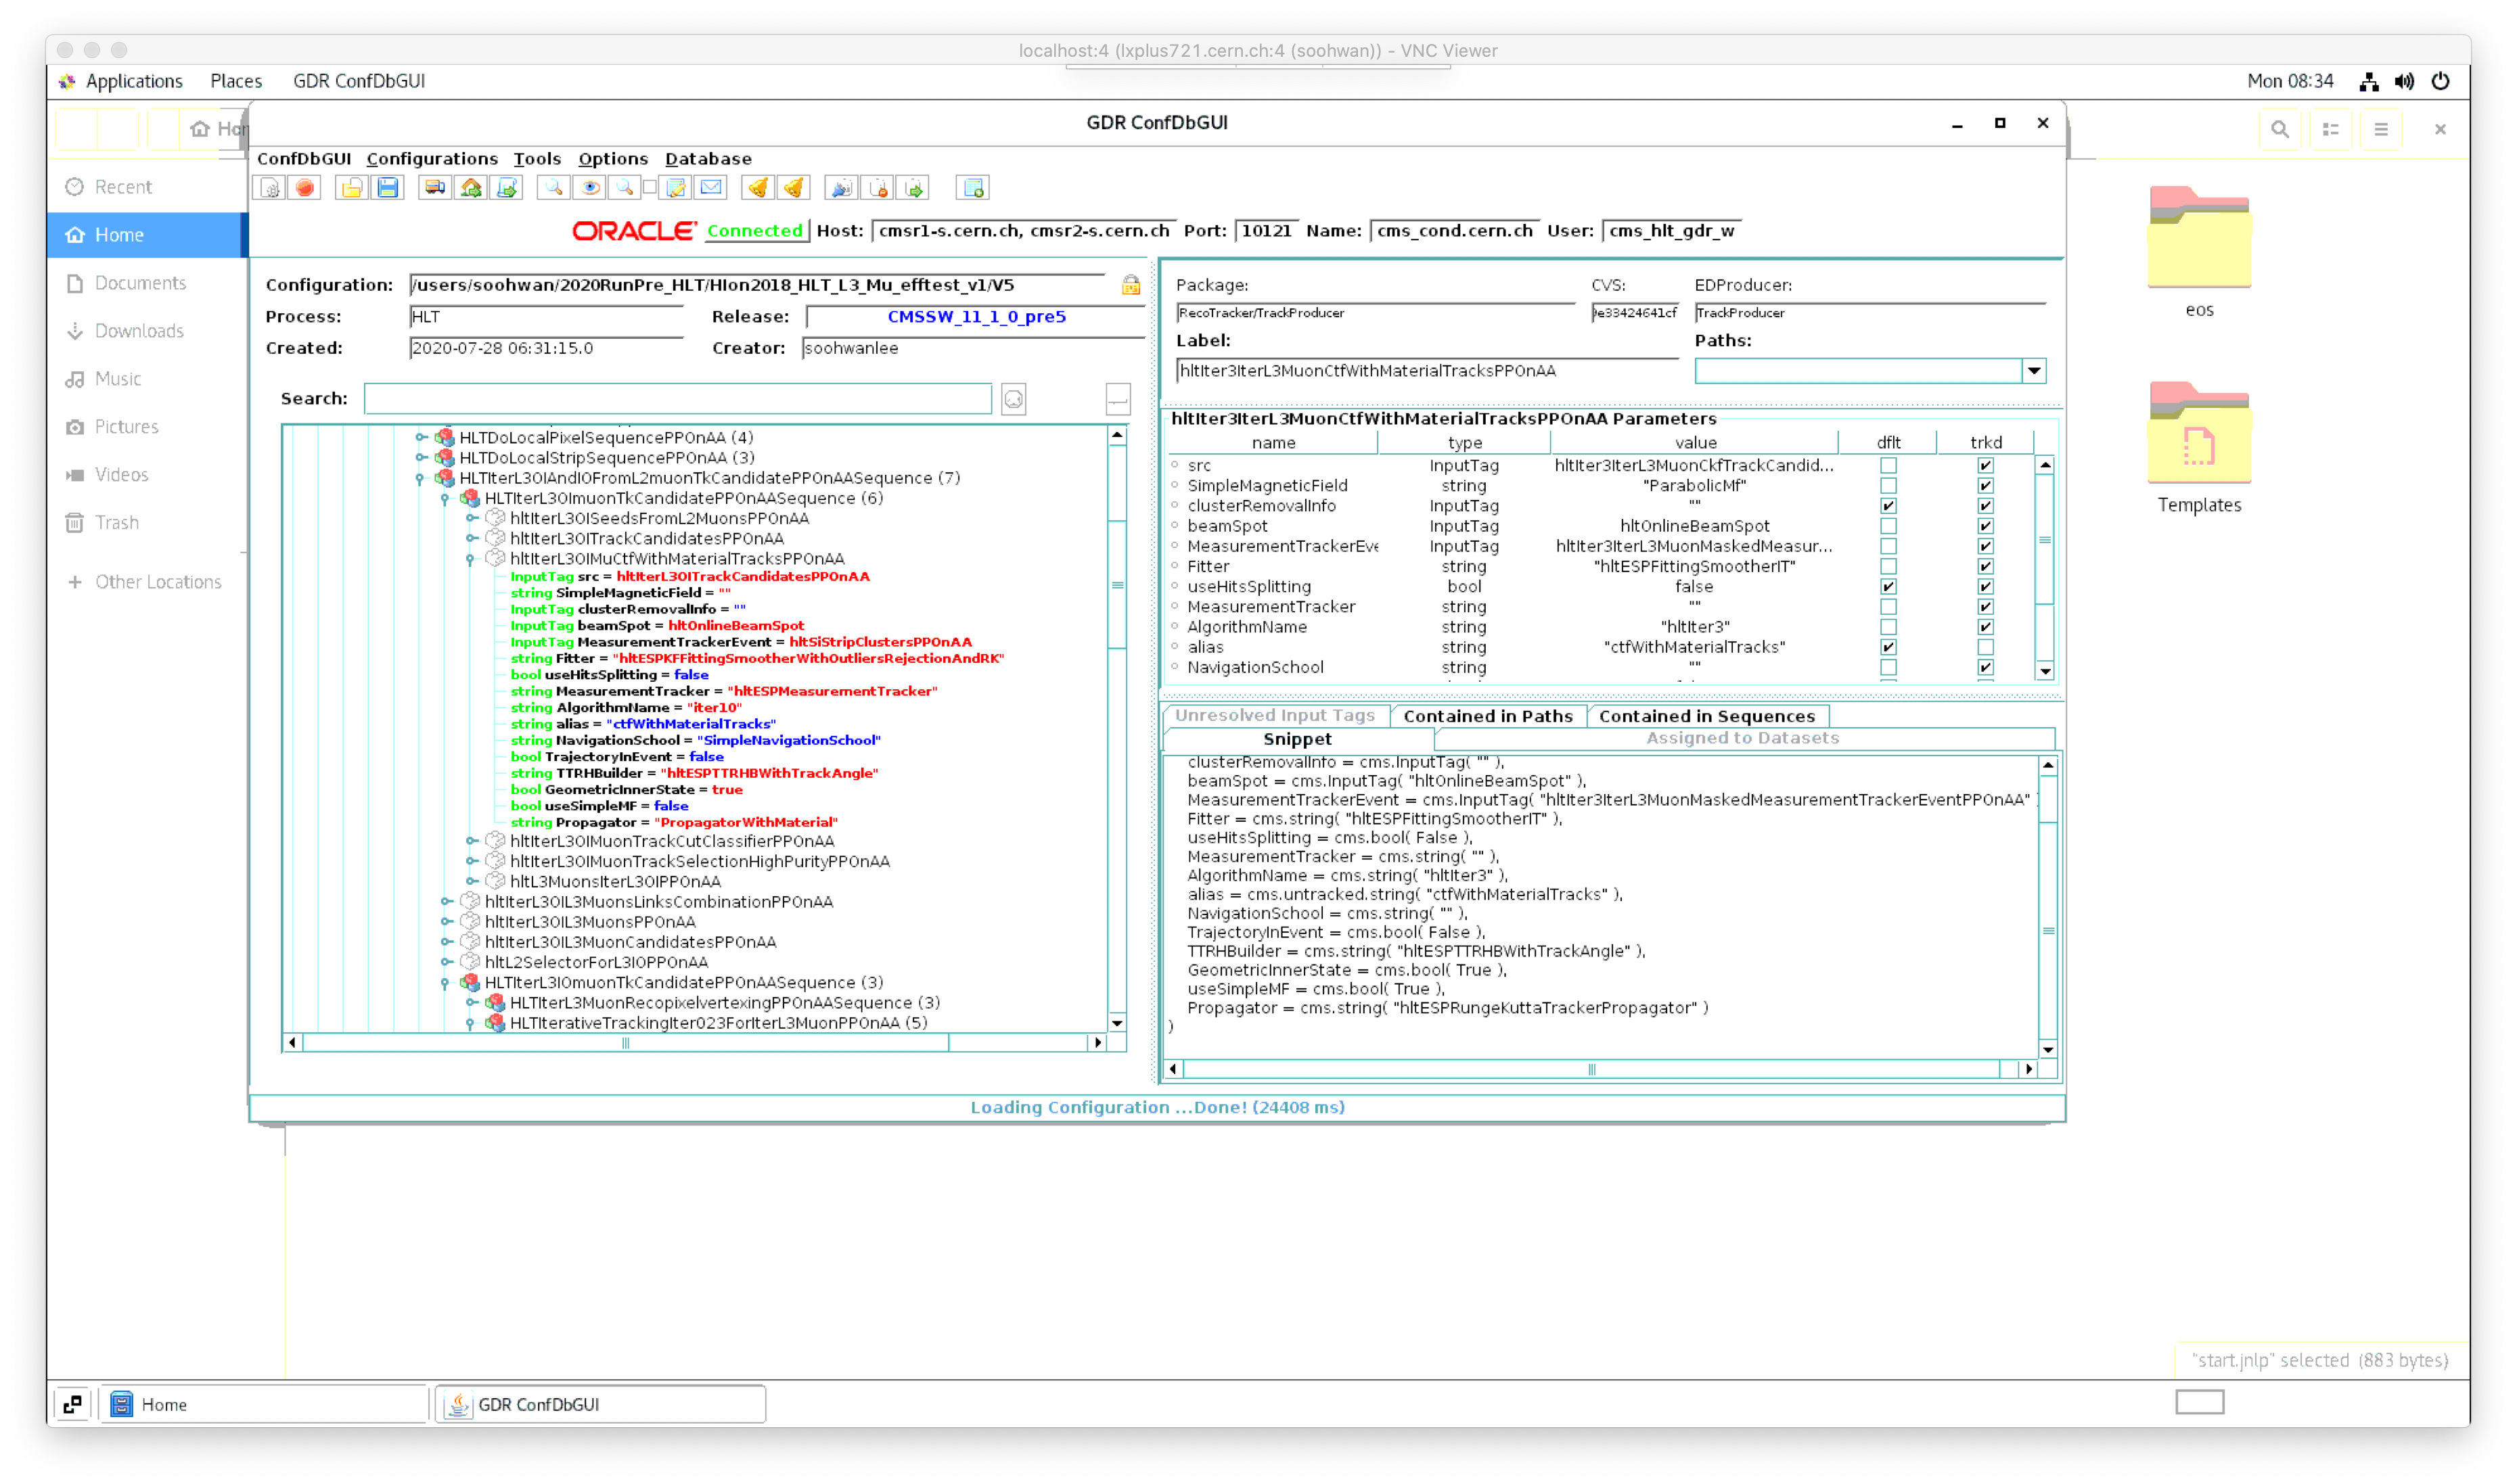 localhost:4 (lxplus721.cern.ch:4 (soohwan)) - VNC Viewer
Applications Places GDR ConfDbGUI Mon 08:34
GDR ConfDbGUI
ConfDbGUI Configurations Tools Options Database
ORACLE Connected Host: cmsr1-s.cern.ch, cmsr2-s.cern.ch Port: 10121 Name: cms_cond.cern.ch User: cms_hlt_gdr_w
Recent
Home
Documents
Downloads
Music
Pictures
Videos
Trash
Other Locations
Configuration: /users/soohwan/2020RunPre_HLT/HIon2018_HLT_L3_Mu_efftest_v1/V5
Process: HLT Release: CMSSW_11_1_0_pre5
Created: 2020-07-28 06:31:15.0 Creator: soohwanlee
Search:
HLTDoLocalPixelSequencePPOnAA (4)
HLTDoLocalStripSequencePPOnAA (3)
HLTIterL3OIAndIOFromL2muonTkCandidatePPOnAASequence (7)
HLTIterL3OImuonTkCandidatePPOnAASequence (6)
hltIterL3OISeedsFromL2MuonsPPOnAA
hltIterL3OITrackCandidatesPPOnAA
hltIterL3OIMuCtfWithMaterialTracksPPOnAA
InputTag src = hltIterL3OITrackCandidatesPPOnAA
string SimpleMagneticField = ""
InputTag clusterRemovalInfo = ""
InputTag beamSpot = hltOnlineBeamSpot
InputTag MeasurementTrackerEvent = hltSiStripClustersPPOnAA
string Fitter = "hltESPKFFittingSmootherWithOutliersRejectionAndRK"
bool useHitsSplitting = false
string MeasurementTracker = "hltESPMeasurementTracker"
string AlgorithmName = "iter10"
string alias = "ctfWithMaterialTracks"
string NavigationSchool = "SimpleNavigationSchool"
bool TrajectoryInEvent = false
string TTRHBuilder = "hltESPTTRHBWithTrackAngle"
bool GeometricInnerState = true
bool useSimpleMF = false
string Propagator = "PropagatorWithMaterial"
hltIterL3OIMuonTrackCutClassifierPPOnAA
hltIterL3OIMuonTrackSelectionHighPurityPPOnAA
hltL3MuonsIterL3OIPPOnAA
hltIterL3OIL3MuonsLinksCombinationPPOnAA
hltIterL3OIL3MuonsPPOnAA
hltIterL3OIL3MuonCandidatesPPOnAA
hltL2SelectorForL3IOPPOnAA
HLTIterL3IOmuonTkCandidatePPOnAASequence (3)
HLTIterL3MuonRecopixelvertexingPPOnAASequence (3)
HLTIterativeTrackingIter023ForIterL3MuonPPOnAA (5)
Package: CVS: EDProducer:
RecoTracker/TrackProducer e33424641cf TrackProducer
Label: Paths:
hltIter3IterL3MuonCtfWithMaterialTracksPPOnAA
hltIter3IterL3MuonCtfWithMaterialTracksPPOnAA Parameters
name type value dflt trkd
src InputTag hltIter3IterL3MuonCkfTrackCandid...
SimpleMagneticField string "ParabolicMf"
clusterRemovalInfo InputTag ""
beamSpot InputTag hltOnlineBeamSpot
MeasurementTrackerEve InputTag hltIter3IterL3MuonMaskedMeasur...
Fitter string "hltESPFittingSmootherIT"
useHitsSplitting bool false
MeasurementTracker string ""
AlgorithmName string "hltIter3"
alias string "ctfWithMaterialTracks"
NavigationSchool string ""
Unresolved Input Tags Contained in Paths Contained in Sequences
Snippet Assigned to Datasets
clusterRemovalInfo = cms.InputTag( "" ),
beamSpot = cms.InputTag( "hltOnlineBeamSpot" ),
MeasurementTrackerEvent = cms.InputTag( "hltIter3IterL3MuonMaskedMeasurementTrackerEventPPOnAA"
Fitter = cms.string( "hltESPFittingSmootherIT" ),
useHitsSplitting = cms.bool( False ),
MeasurementTracker = cms.string( "" ),
AlgorithmName = cms.string( "hltIter3" ),
alias = cms.untracked.string( "ctfWithMaterialTracks" ),
NavigationSchool = cms.string( "" ),
TrajectoryInEvent = cms.bool( False ),
TTRHBuilder = cms.string( "hltESPTTRHBWithTrackAngle" ),
GeometricInnerState = cms.bool( True ),
useSimpleMF = cms.bool( True ),
Propagator = cms.string( "hltESPRungeKuttaTrackerPropagator" )
)
Loading Configuration ...Done! (24408 ms)
eos
Templates
"start.jnlp" selected (883 bytes)
Home GDR ConfDbGUI